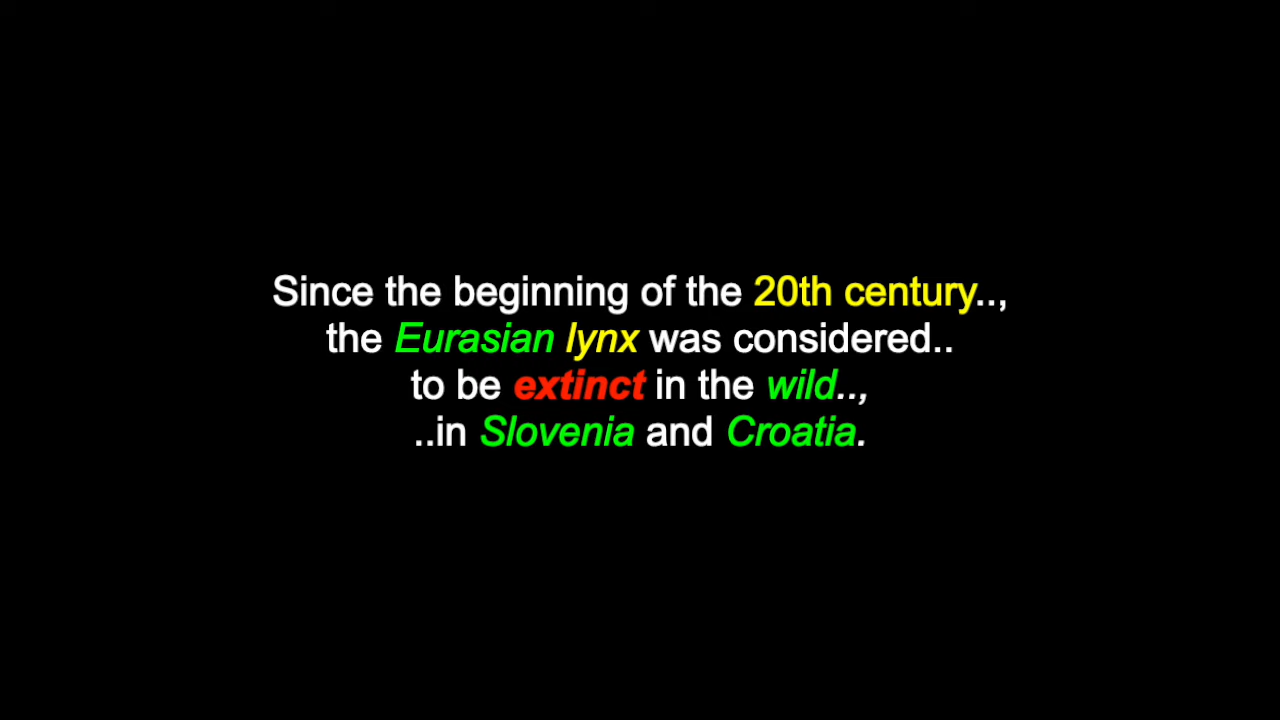 Since the beginning of the 20th century..,
the Eurasian lynx was considered..
to be extinct in the wild..,
..in Slovenia and Croatia.